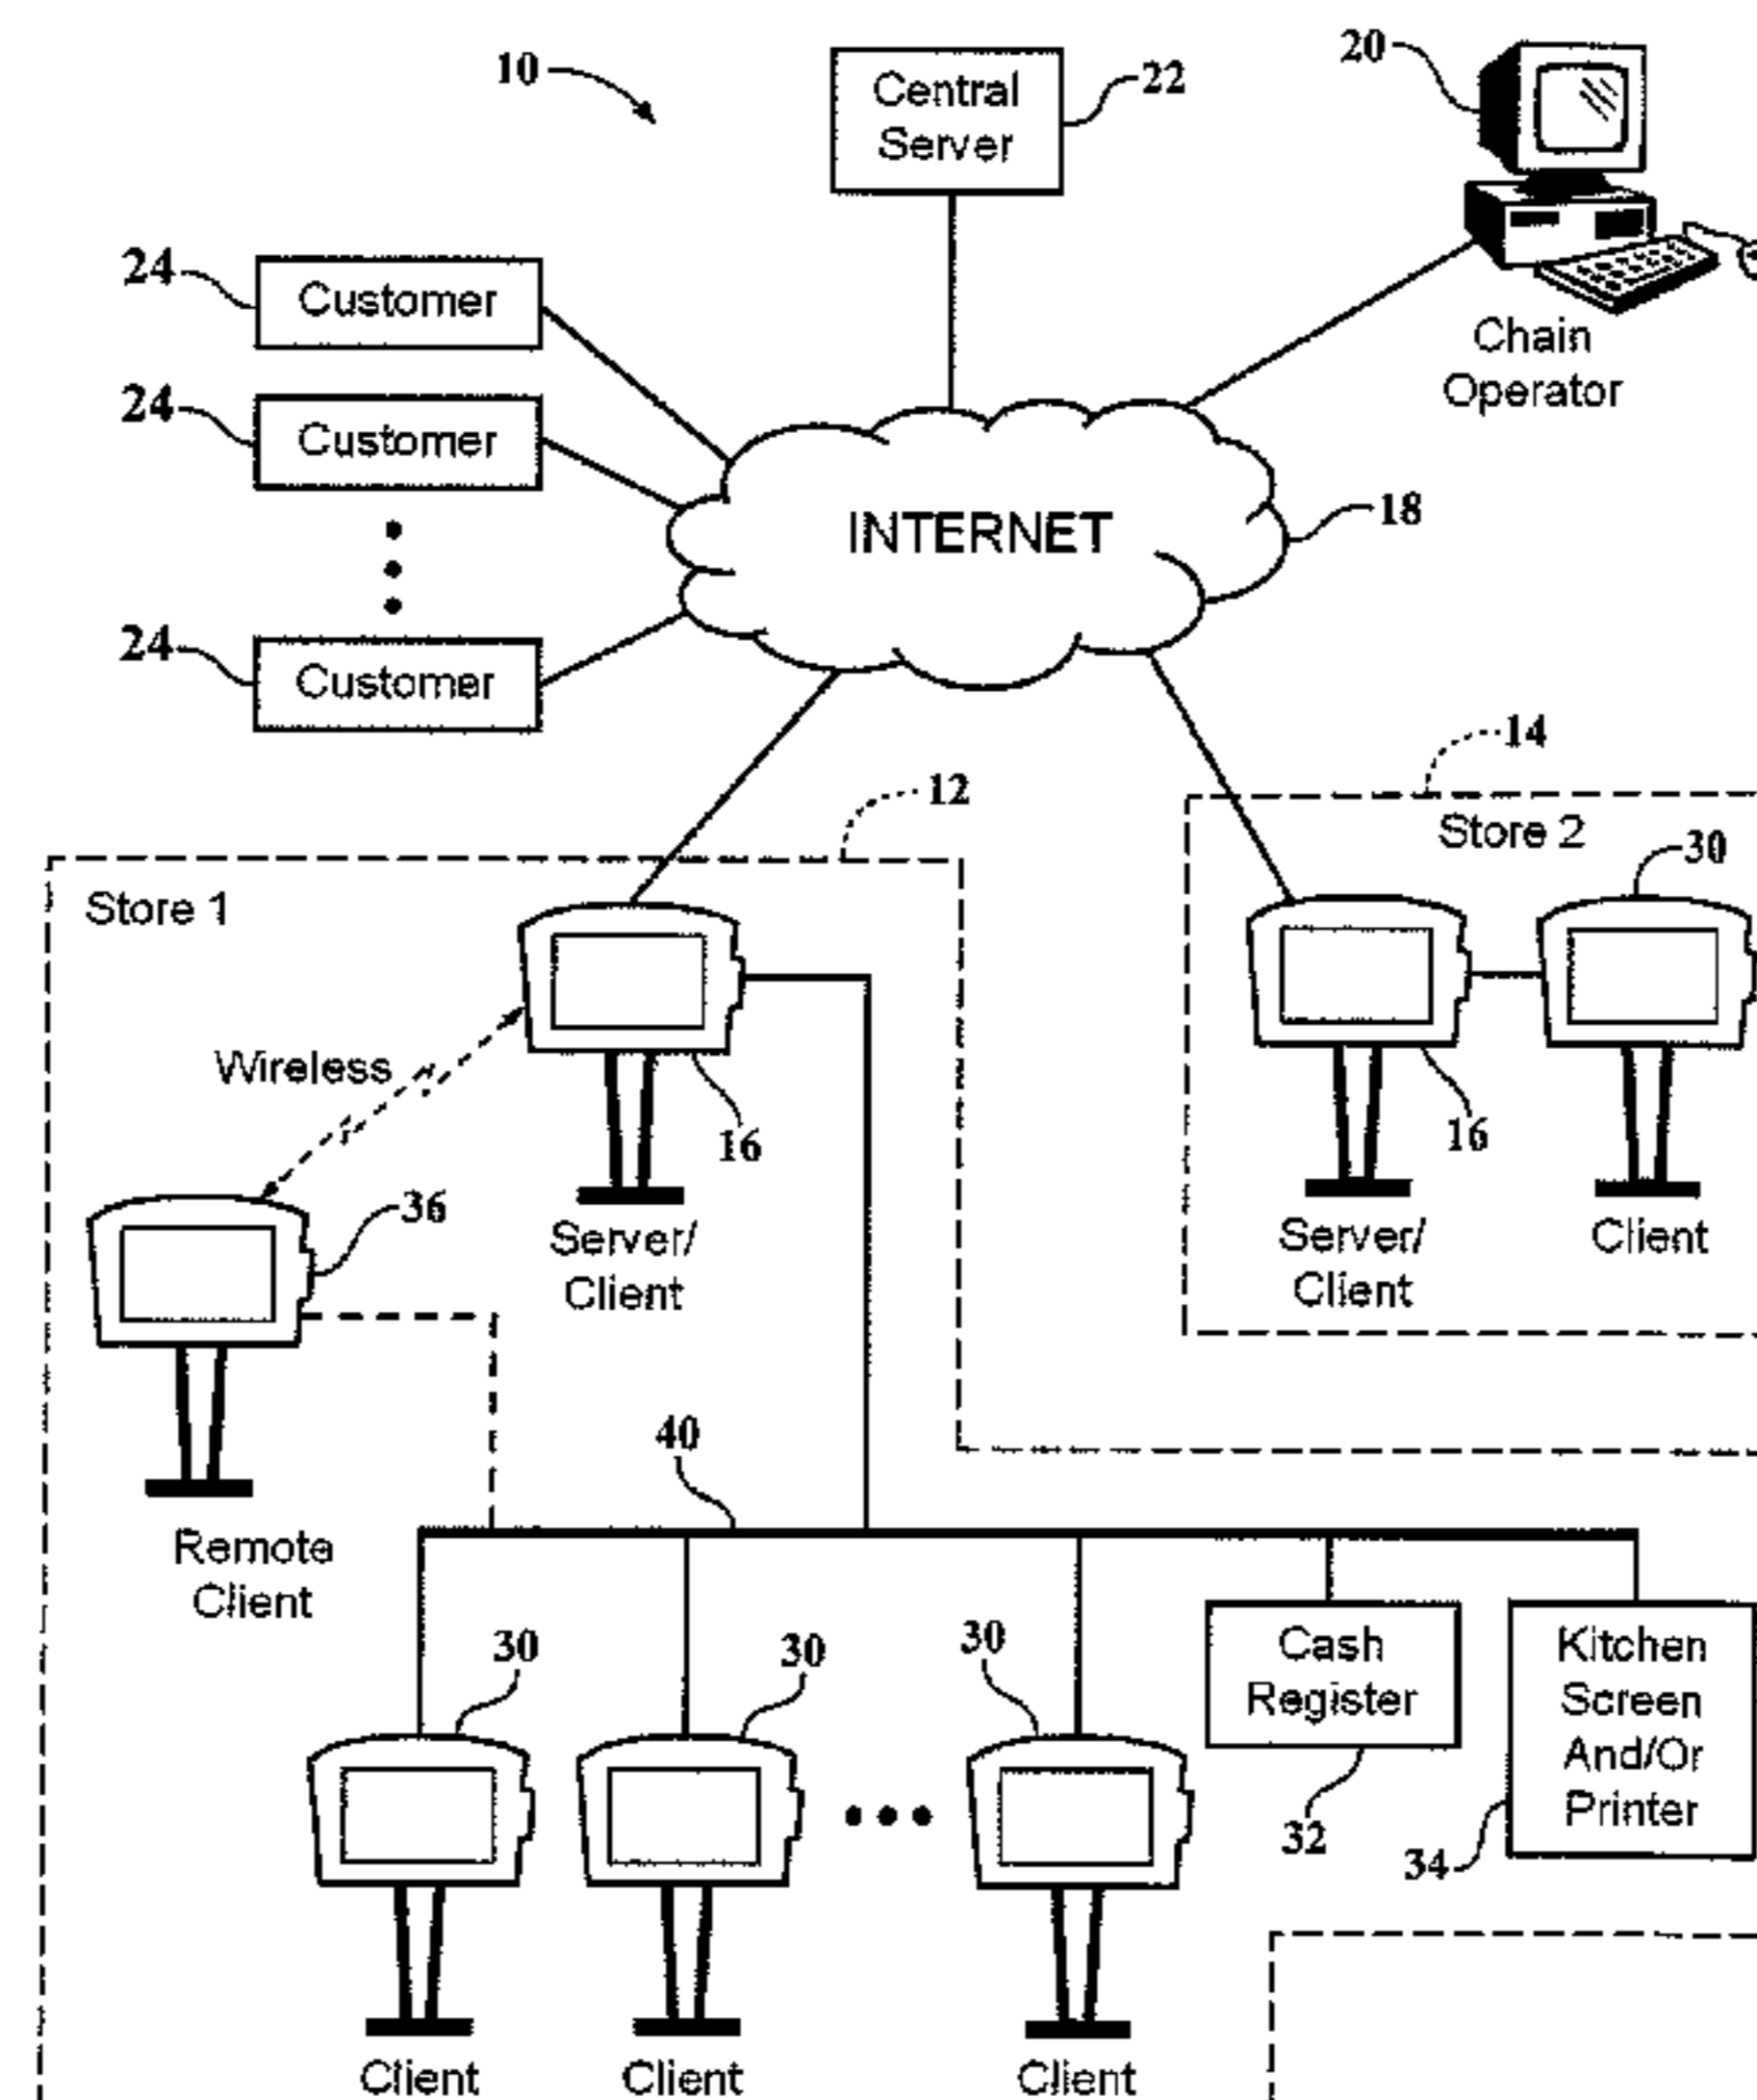 10
Central
Server
22
20
Chain
Operator
24
Customer
24
Customer
24
Customer
INTERNET
18
12
14
Store 1
Store 2
30
Wireless
16
16
36
Server/
Client
Server/
Client
Client
Remote
Client
40
30
30
30
Cash
Register
32
Kitchen
Screen
And/Or
Printer
34
Client
Client
Client